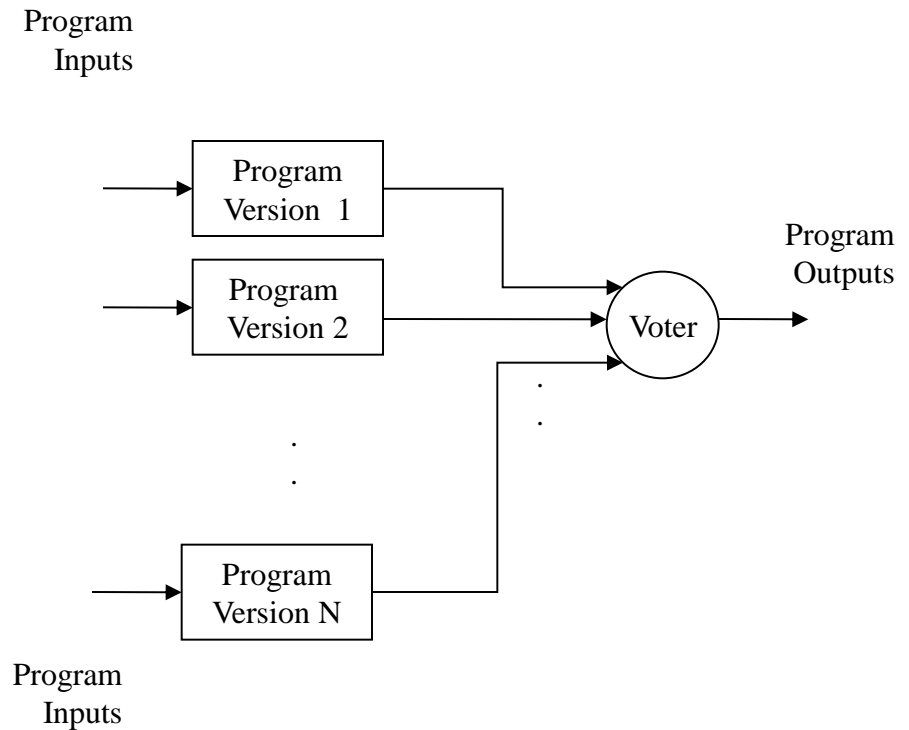 Program
Inputs
Program
Version 1
Program
Outputs
Program
Version 2
Voter
.
.
.
.
Program
Version N
Program
Inputs